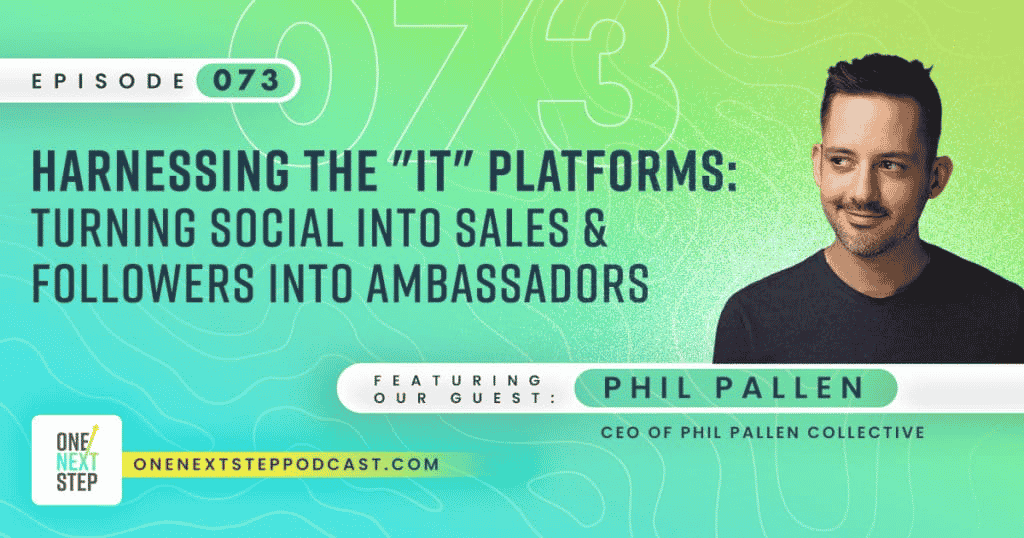 073
EPISODE 073
HARNESSING THE "IT" PLATFORMS:
TURNING SOCIAL INTO SALES &
FOLLOWERS INTO AMBASSADORS
FEATURING
OUR GUEST:
PHIL PALLEN
CEO OF PHIL PALLEN COLLECTIVE
ONE
NEXT
STEP
ONENEXTSTEPPODCAST.COM